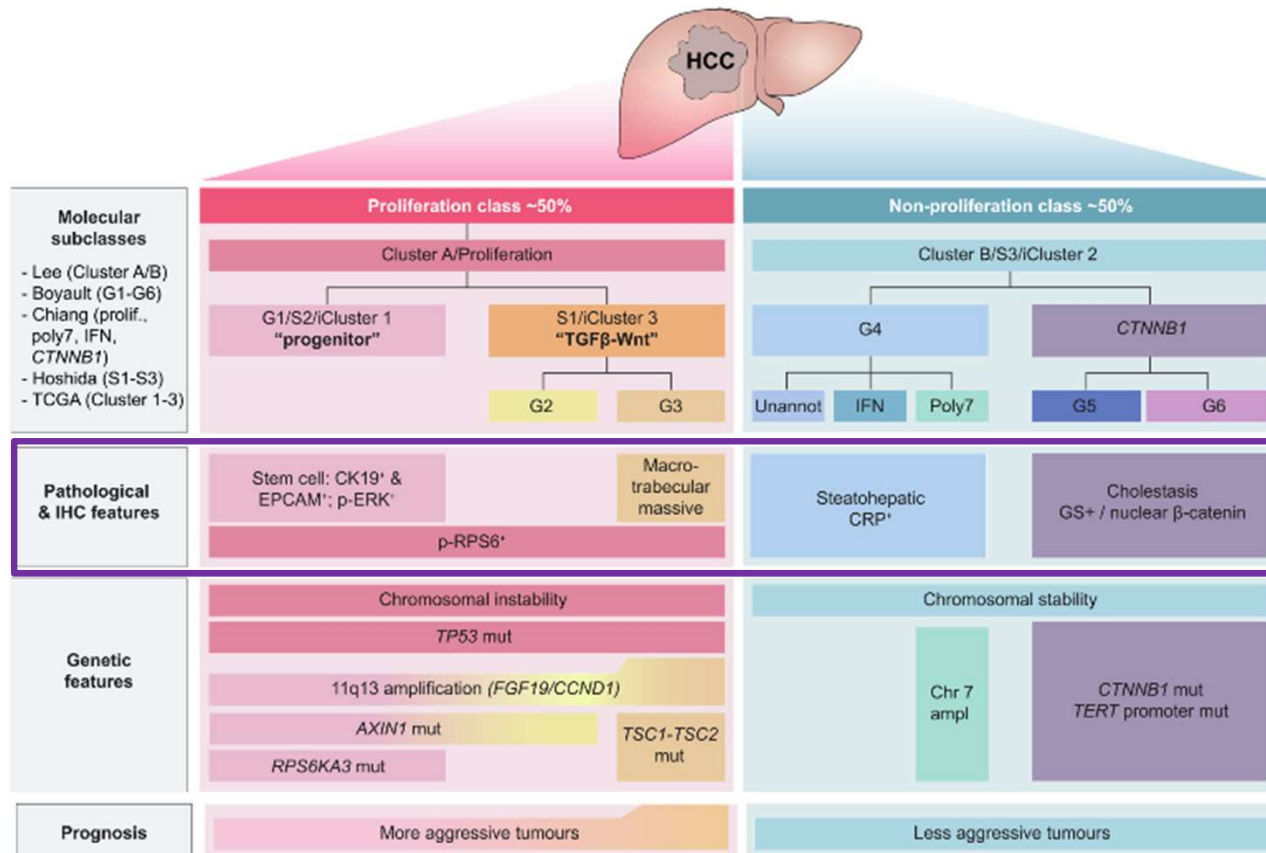 HCC
Molecular
subclasses
- Lee (Cluster A/B)
- Boyault (G1-G6)
- Chiang (prolif.,
poly7, IFN,
CTNNB1)
- Hoshida (S1-S3)
- TCGA (Cluster 1-3)
Proliferation class ~50%
Cluster A/Proliferation
G1/S2/iCluster 1
“progenitor”
S1/iCluster 3
“TGFβ-Wnt”
G2
G3
Non-proliferation class ~50%
Cluster B/S3/iCluster 2
G4
CTNNB1
Unannot
IFN
Poly7
G5
G6
Pathological
& IHC features
Stem cell: CK19⁺ &
EPCAM⁺; p-ERK⁺
Macro-
trabecular
massive
p-RPS6⁺
Steatohepatic
CRP⁺
Cholestasis
GS+ / nuclear β-catenin
Genetic
features
Chromosomal instability
TP53 mut
11q13 amplification (FGF19/CCND1)
AXIN1 mut
TSC1-TSC2
mut
RPS6KA3 mut
Chromosomal stability
Chr 7
ampl
CTNNB1 mut
TERT promoter mut
Prognosis
More aggressive tumours
Less aggressive tumours